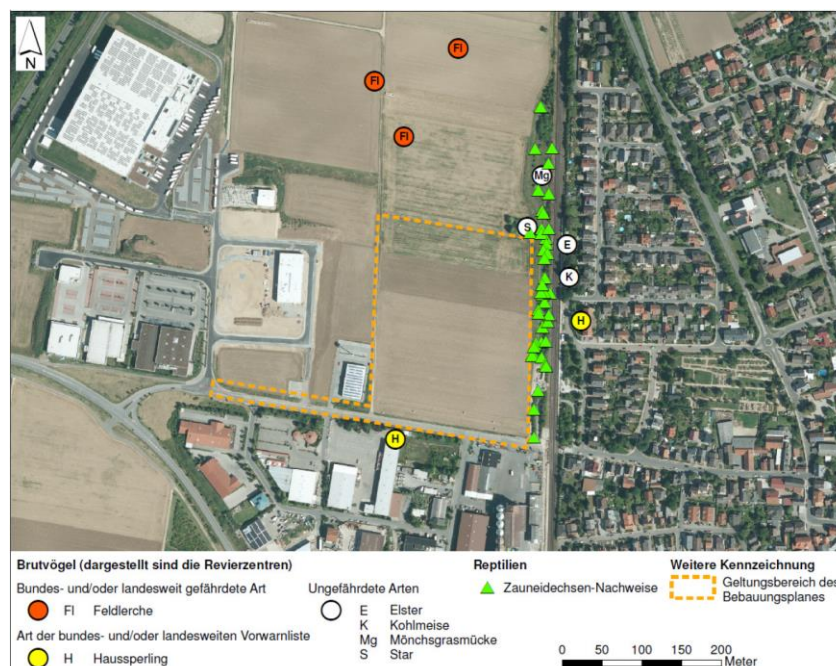 N
Fl
Fl
Fl
Mg
S
E
K
H
H
Brutvögel (dargestellt sind die Revierzentren)
Bundes- und/oder landesweit gefährdete Art
Fl Feldlerche
Art der bundes- und/oder landesweiten Vorwarnliste
H Haussperling
Ungefährdete Arten
E Elster
K Kohlmeise
Mg Mönchsgrasmücke
S Star
Reptilien
Zauneidechsen-Nachweise
Weitere Kennzeichnung
Geltungsbereich des
Bebauungsplanes
0 50 100 150 200
Meter